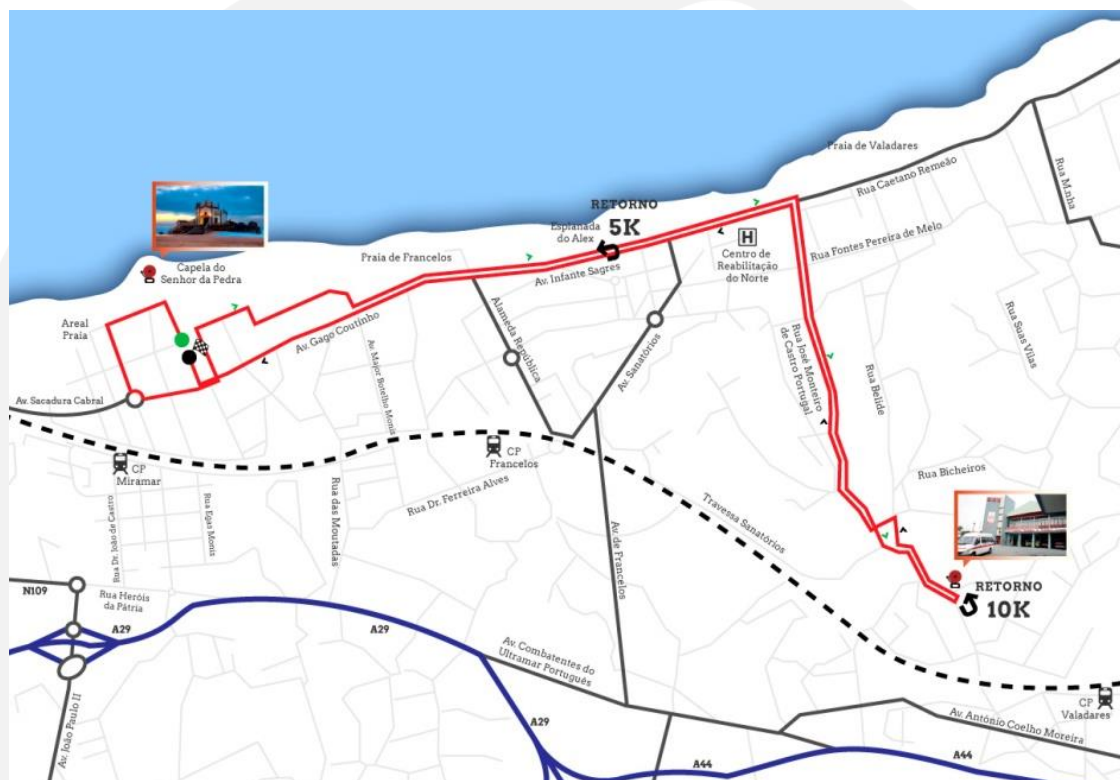 Praia de Valadares
Rua Caetano Remeão
Rua M.nha
RETORNO
5K
Esplanada
do Alex
Capela do
Senhor da Pedra
Praia de Francelos
H
Centro de
Reabilitação
do Norte
Rua Fontes Pereira de Melo
Av. Infante Sagres
Areal
Praia
Av. Gago Coutinho
Alameda República
Av. Sanatórios
Rua José Monteiro
de Castro Portugal
Rua Belide
Rua Suas Vilas
Av. Major Botelho Monis
Av. Sacadura Cabral
CP
Miramar
CP
Francelos
Rua Dr. Ferreira Alves
Rua Bicheiros
Travessa Sanatórios
Rua Dr. João de Castro
Rua Egas Monis
Rua das Moutadas
Av. de Francelos
RETORNO
10K
N109
Rua Heróis
da Pátria
A29
A29
Av. Combatentes do
Ultramar Português
Av. João Paulo II
A29
A44
A44
Av. António Coelho Moreira
CP
Valadares